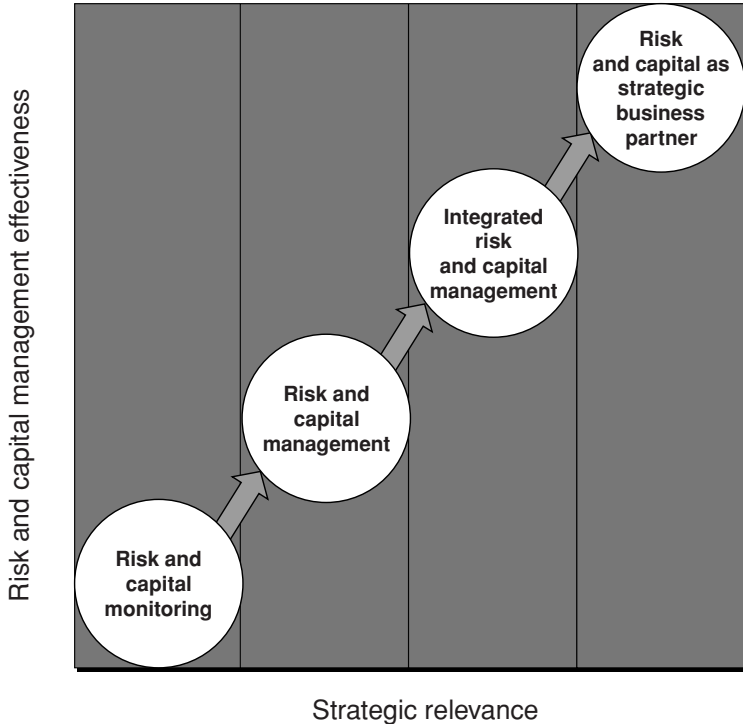 Risk and capital management effectiveness
Risk
and capital as
strategic
business
partner
Integrated
risk
and capital
management
Risk and
capital
management
Risk and
capital
monitoring
Strategic relevance